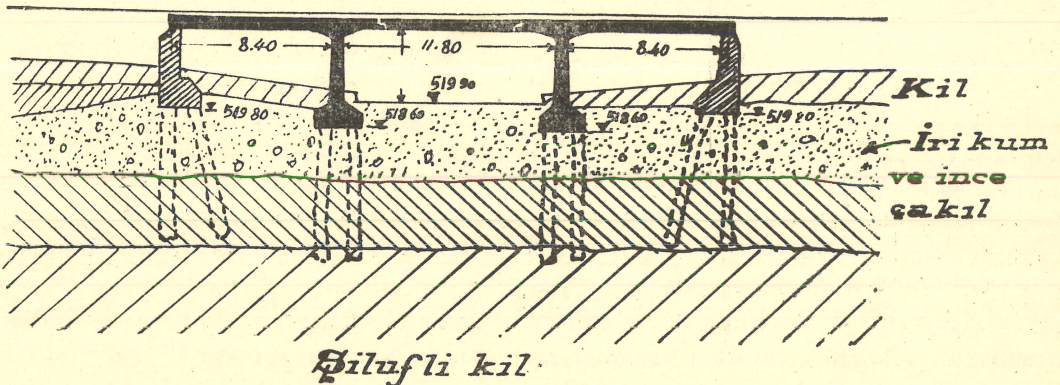 8.40
11.80
8.40
519 90
519 80
518 60
518 60
519 80
Kil
İri kum
ve ince
çakıl
Şilufli kil